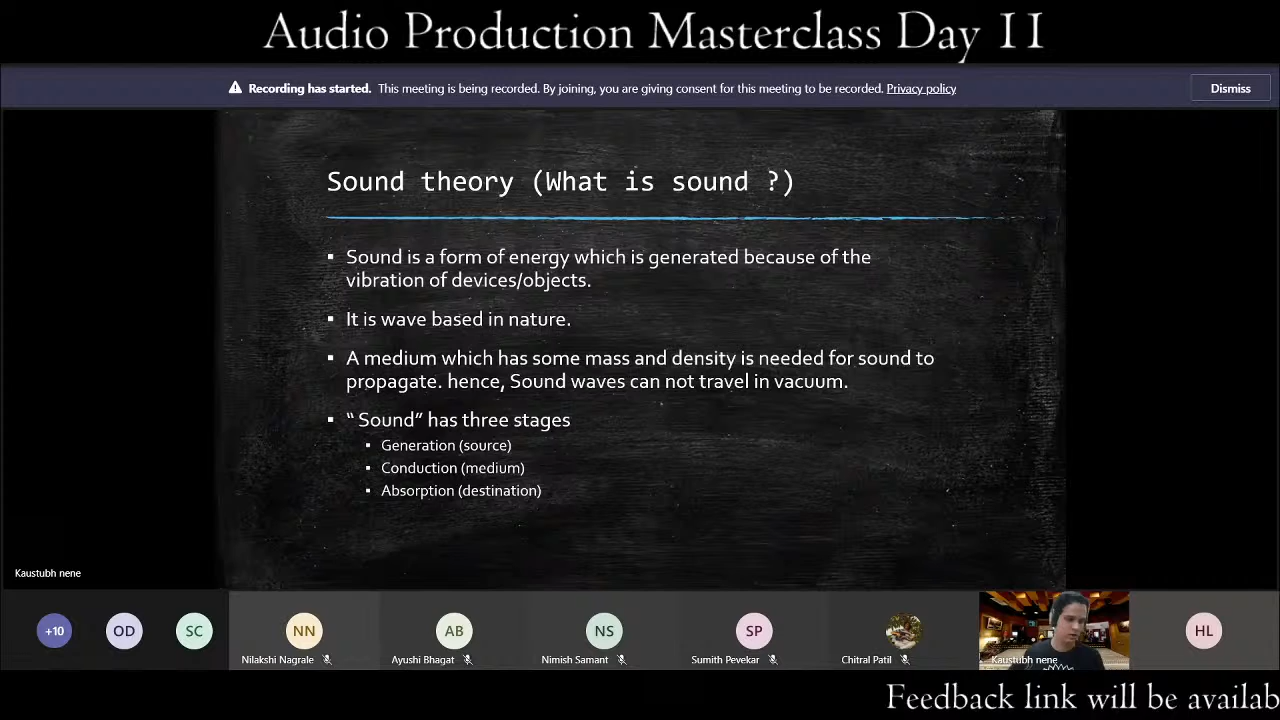 Audio Production Masterclass Day 11
Recording has started. This meeting is being recorded. By joining, you are giving consent for this meeting to be recorded. Privacy policy
Dismiss
Sound theory (What is sound ?)
▪ Sound is a form of energy which is generated because of the
vibration of devices/objects.
▪ It is wave based in nature.
▪ A medium which has some mass and density is needed for sound to
propagate. hence, Sound waves can not travel in vacuum.
▪ "Sound" has three stages
▪ Generation (source)
▪ Conduction (medium)
▪ Absorption (destination)
Kaustubh nene
+10
OD
SC
NN
Nilakshi Nagrale
AB
Ayushi Bhagat
NS
Nimish Samant
SP
Sumith Pevekar
Chitral Patil
Kaustubh nene
HL
Feedback link will be availab